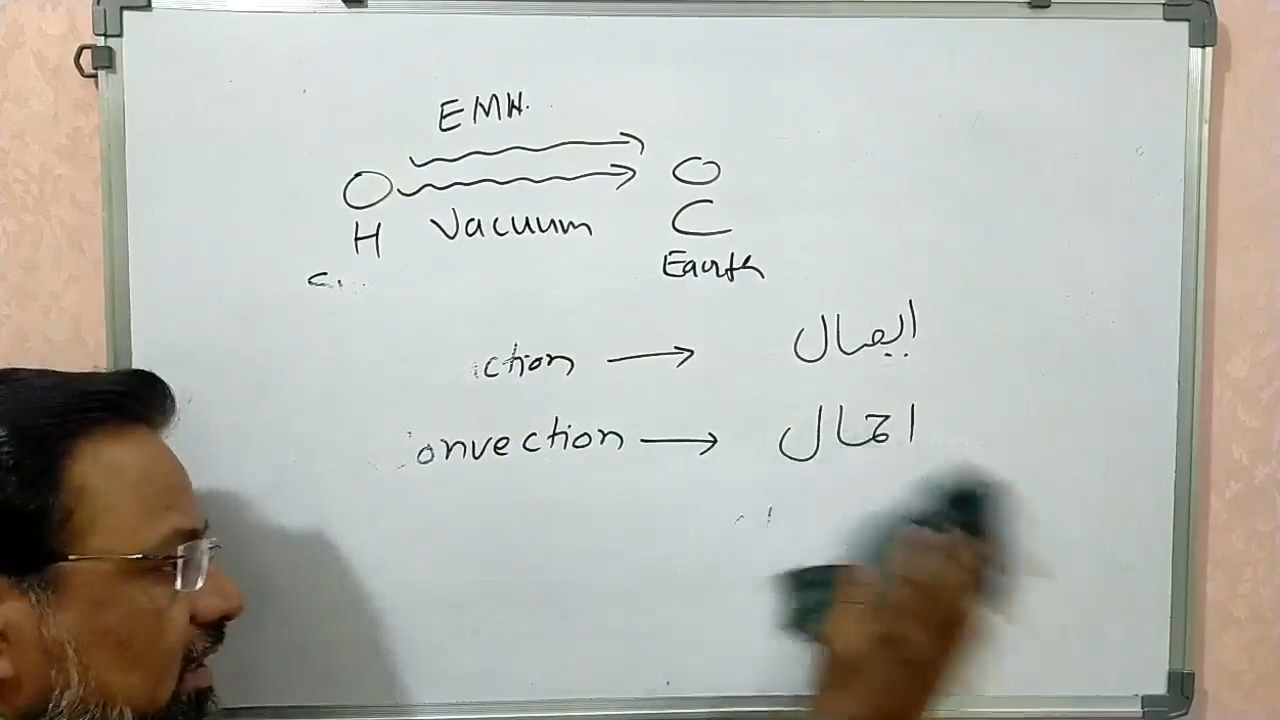 EMW.
H Vacuum C
Earth
ction → ایصال
onvection → احمال